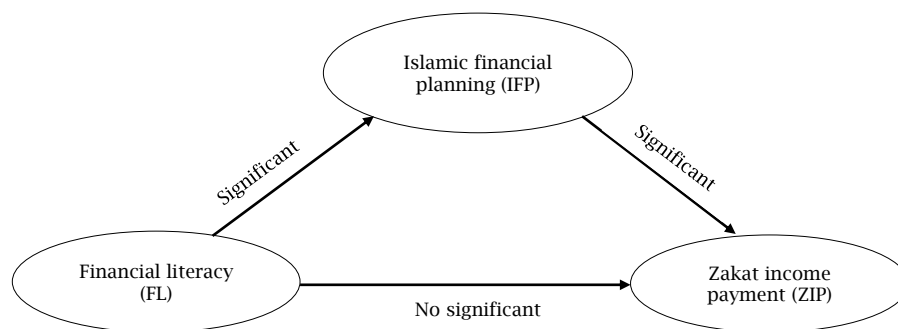 Islamic financial
planning (IFP)
Significant
Significant
Financial literacy
(FL)
Zakat income
payment (ZIP)
No significant